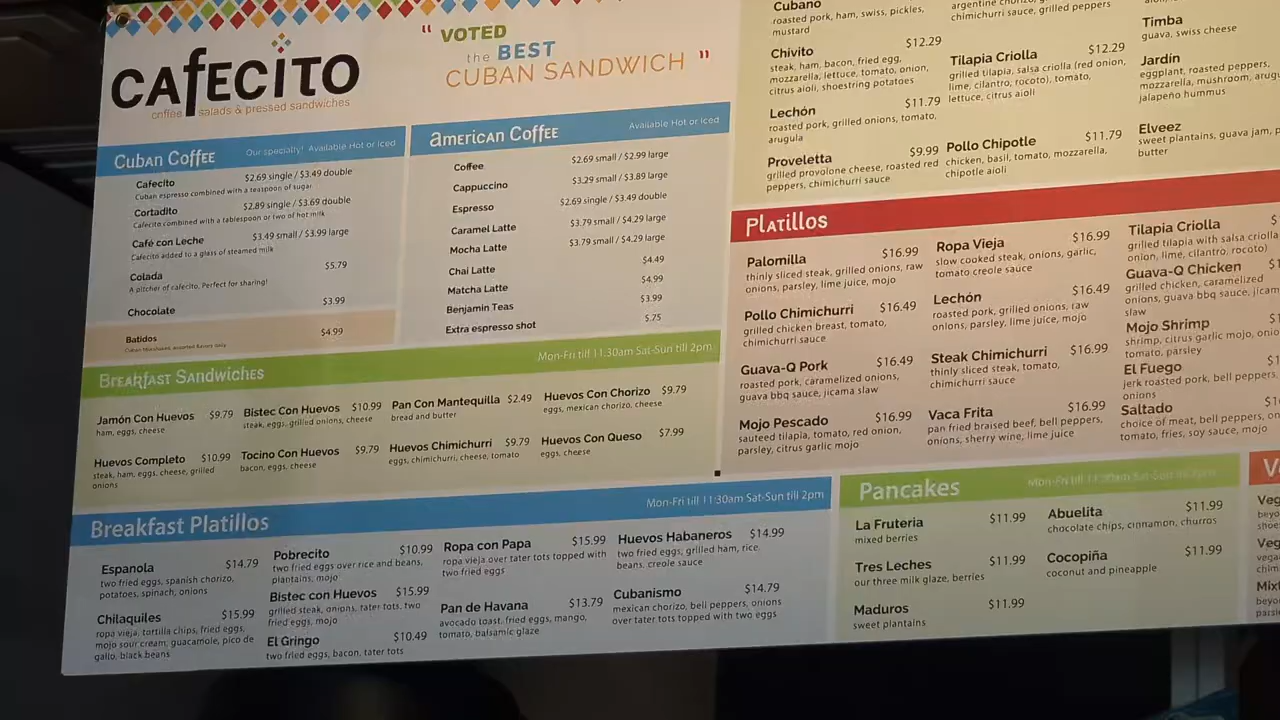 CAFECITO
coffee salads & pressed sandwiches
" VOTED
the BEST
CUBAN SANDWICH "
Cuban Coffee
Our specialty! Available Hot or Iced
Cafecito $2.69 single / $3.49 double
Cuban espresso combined with a teaspoon of sugar
Cortadito $2.89 single / $3.69 double
Cafecito combined with a tablespoon or two of hot milk
Café con Leche $3.49 small / $3.99 large
Cafecito added to a glass of steamed milk
Colada $5.79
A pitcher of cafecito. Perfect for sharing!
Chocolate $3.99
Batidos $4.99
American Coffee
Available Hot or Iced
Coffee $2.69 small / $2.99 large
Cappuccino $3.29 small / $3.89 large
Espresso $2.69 single / $3.49 double
Caramel Latte $3.79 small / $4.29 large
Mocha Latte $3.79 small / $4.29 large
Chai Latte $4.49
Matcha Latte $4.99
Benjamin Teas $3.99
Extra espresso shot $.75
Breakfast Sandwiches
Mon-Fri till 11:30am Sat-Sun till 2pm
Jamón Con Huevos $9.79
ham, eggs, cheese
Bistec Con Huevos $10.99
steak, eggs, grilled onions, cheese
Pan Con Mantequilla $2.49
bread and butter
Huevos Con Chorizo $9.79
eggs, mexican chorizo, cheese
Huevos Completo $10.99
steak, ham, eggs, cheese, grilled
onions
Tocino Con Huevos $9.79
bacon, eggs, cheese
Huevos Chimichurri $9.79
eggs, chimichurri, cheese, tomato
Huevos Con Queso $7.99
eggs, cheese
Breakfast Platillos
Mon-Fri till 11:30am Sat-Sun till 2pm
Espanola $14.79
two fried eggs, spanish chorizo,
potatoes, spinach, onions
Chilaquiles $15.99
ropa vieja, tortilla chips, fried eggs,
mojo sour cream, guacamole, pico de
gallo, black beans
Pobrecito $10.99
two fried eggs over rice and beans,
plantains, mojo
Bistec con Huevos $15.99
grilled steak, onions, tater tots, two
fried eggs, mojo
El Gringo $10.49
two fried eggs, bacon, tater tots
Ropa con Papa $15.99
ropa vieja over tater tots topped with
two fried eggs
Pan de Havana $13.79
avocado toast, fried eggs, mango,
tomato, balsamic glaze
Huevos Habaneros $14.99
two fried eggs, grilled ham, rice,
beans, creole sauce
Cubanismo $14.79
mexican chorizo, bell peppers, onions
over tater tots topped with two eggs
Cubano
roasted pork, ham, swiss, pickles,
mustard
Chivito $12.29
steak, ham, bacon, fried egg,
mozzarella, lettuce, tomato, onion,
citrus aioli, shoestring potatoes
Lechón $11.79
roasted pork, grilled onions, tomato,
arugula
Proveletta $9.99
grilled provolone cheese, roasted red
peppers, chimichurri sauce
argentine chorizo,
chimichurri sauce, grilled peppers
Tilapia Criolla $12.29
grilled tilapia, salsa criolla (red onion,
lime, cilantro, rocoto), tomato,
lettuce, citrus aioli
Pollo Chipotle $11.79
chicken, basil, tomato, mozzarella,
chipotle aioli
Timba
guava, swiss cheese
Jardín
eggplant, roasted peppers,
mozzarella, mushroom,
jalapeño hummus
Elveez
sweet plantains, guava jam,
butter
Platillos
Palomilla $16.99
thinly sliced steak, grilled onions, raw
onions, parsley, lime juice, mojo
Pollo Chimichurri $16.49
grilled chicken breast, tomato,
chimichurri sauce
Guava-Q Pork $16.49
roasted pork, caramelized onions,
guava bbq sauce, jicama slaw
Mojo Pescado $16.99
sauteed tilapia, tomato, red onion,
parsley, citrus garlic mojo
Ropa Vieja $16.99
slow cooked steak, onions, garlic,
tomato creole sauce
Lechón $16.49
roasted pork, grilled onions, raw
onions, parsley, lime juice, mojo
Steak Chimichurri $16.99
thinly sliced steak, tomato,
chimichurri sauce
Vaca Frita $16.99
pan fried braised beef, bell peppers,
onions, sherry wine, lime juice
Tilapia Criolla
grilled tilapia with salsa criolla
onion, lime, cilantro, rocoto)
Guava-Q Chicken
grilled chicken, caramelized
onions, guava bbq sauce, jicam
slaw
Mojo Shrimp
shrimp, citrus garlic mojo,
tomato, parsley
El Fuego
jerk roasted pork, bell peppers,
onions
Saltado
choice of meat, bell peppers,
tomato, fries, soy sauce, mojo
Pancakes
Mon-Fri till 11:30am Sat-Sun till 2pm
La Fruteria $11.99
mixed berries
Tres Leches $11.99
our three milk glaze, berries
Maduros $11.99
sweet plantains
Abuelita $11.99
chocolate chips, cinnamon, churros
Cocopiña $11.99
coconut and pineapple